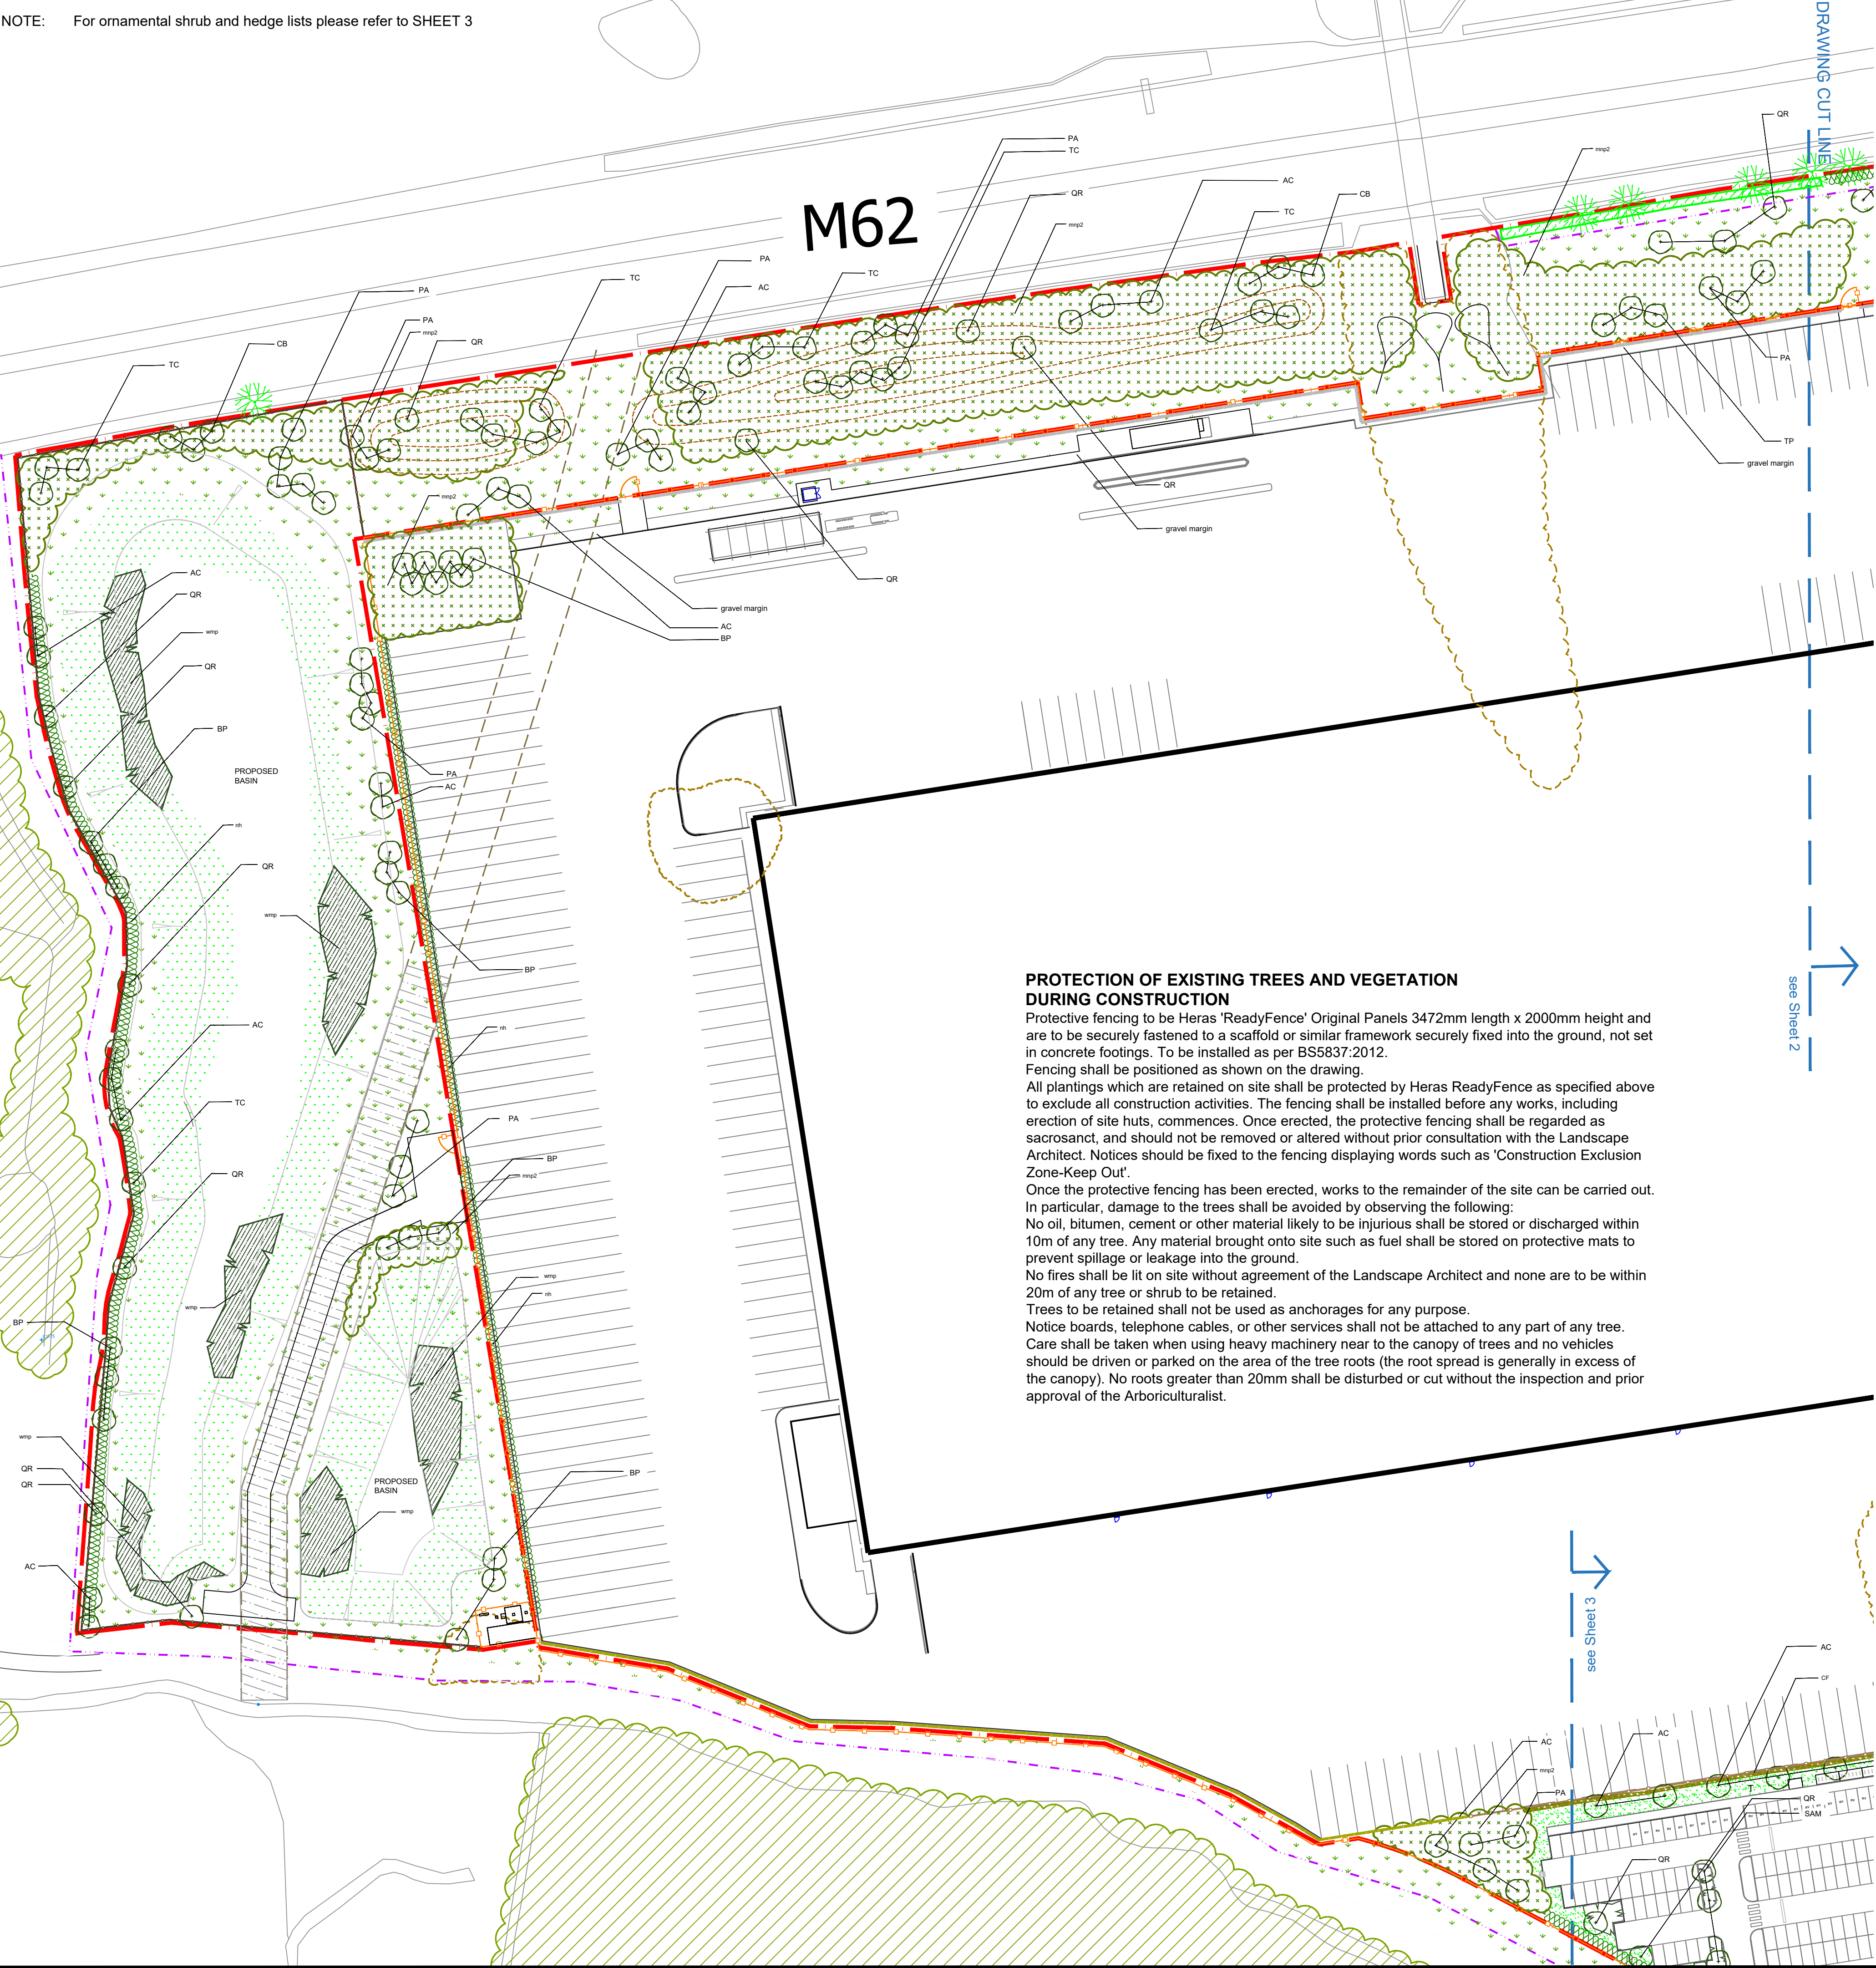 NOTE: For ornamental shrub and hedge lists please refer to SHEET 3
DRAWING CUT LINE
QR
PA
TC
mnp2
M62
QR
AC
CB
mnp2
TC
PA
TC
AC
TC
PA
PA
mnp2
QR
CB
TC
PA
TP
gravel margin
QR
gravel margin
mnp2
QR
gravel margin
AC
BP
AC
QR
wmp
QR
BP
PROPOSED
BASIN
PA
AC
nh
QR
wmp
BP
nh
AC
TC
PA
BP
mnp2
QR
wmp
nh
wmp
BP
wmp
QR
QR
BP
PROPOSED
BASIN
wmp
AC
see Sheet 2
PROTECTION OF EXISTING TREES AND VEGETATION
DURING CONSTRUCTION
Protective fencing to be Heras 'ReadyFence' Original Panels 3472mm length x 2000mm height and
are to be securely fastened to a scaffold or similar framework securely fixed into the ground, not set
in concrete footings. To be installed as per BS5837:2012.
Fencing shall be positioned as shown on the drawing.
All plantings which are retained on site shall be protected by Heras ReadyFence as specified above
to exclude all construction activities. The fencing shall be installed before any works, including
erection of site huts, commences. Once erected, the protective fencing shall be regarded as
sacrosanct, and should not be removed or altered without prior consultation with the Landscape
Architect. Notices should be fixed to the fencing displaying words such as 'Construction Exclusion
Zone-Keep Out'.
Once the protective fencing has been erected, works to the remainder of the site can be carried out.
In particular, damage to the trees shall be avoided by observing the following:
No oil, bitumen, cement or other material likely to be injurious shall be stored or discharged within
10m of any tree. Any material brought onto site such as fuel shall be stored on protective mats to
prevent spillage or leakage into the ground.
No fires shall be lit on site without agreement of the Landscape Architect and none are to be within
20m of any tree or shrub to be retained.
Trees to be retained shall not be used as anchorages for any purpose.
Notice boards, telephone cables, or other services shall not be attached to any part of any tree.
Care shall be taken when using heavy machinery near to the canopy of trees and no vehicles
should be driven or parked on the area of the tree roots (the root spread is generally in excess of
the canopy). No roots greater than 20mm shall be disturbed or cut without the inspection and prior
approval of the Arboriculturalist.
see Sheet 3
AC
CF
AC
AC
mnp2
PA
QR
SAM
QR